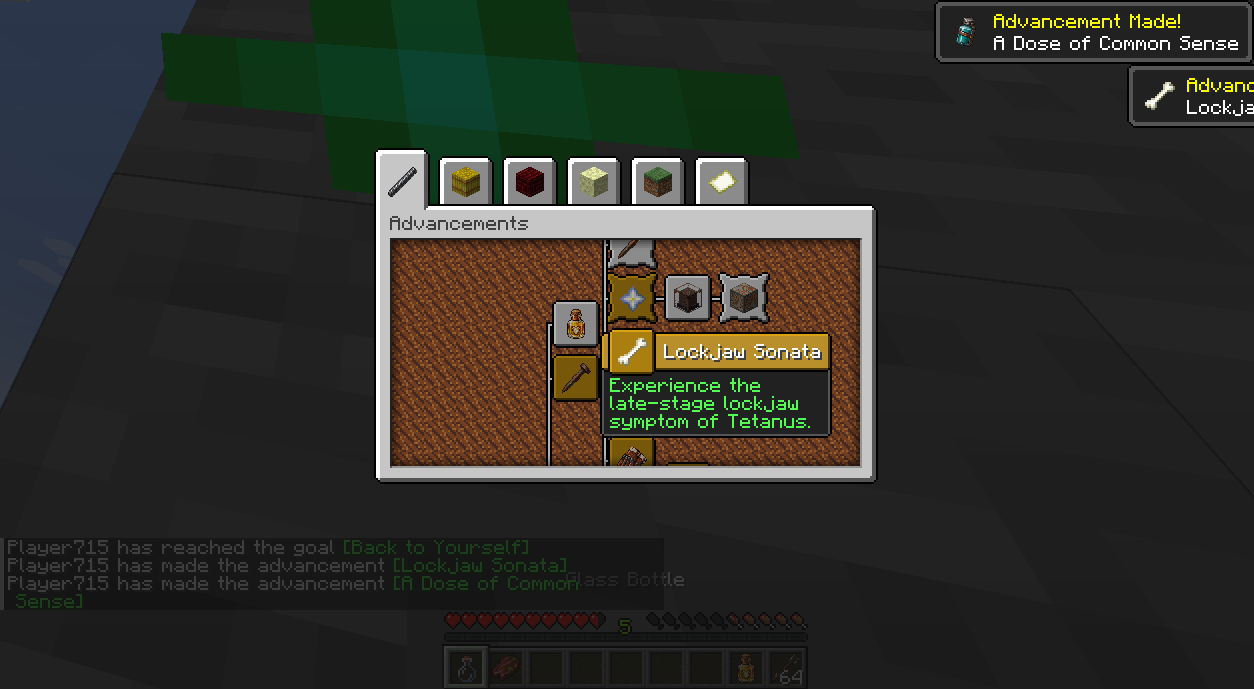 Advancement Made!
A Dose of Common Sense
Advanc
Lockja
Advancements
Lockjaw Sonata
Experience the
late-stage lockjaw
symptom of Tetanus.
Player715 has reached the goal [Back to Yourself]
Player715 has made the advancement [Lockjaw Sonata]
Player715 has made the advancement [A Dose of Common
Sense]
Glass Bottle
5
64